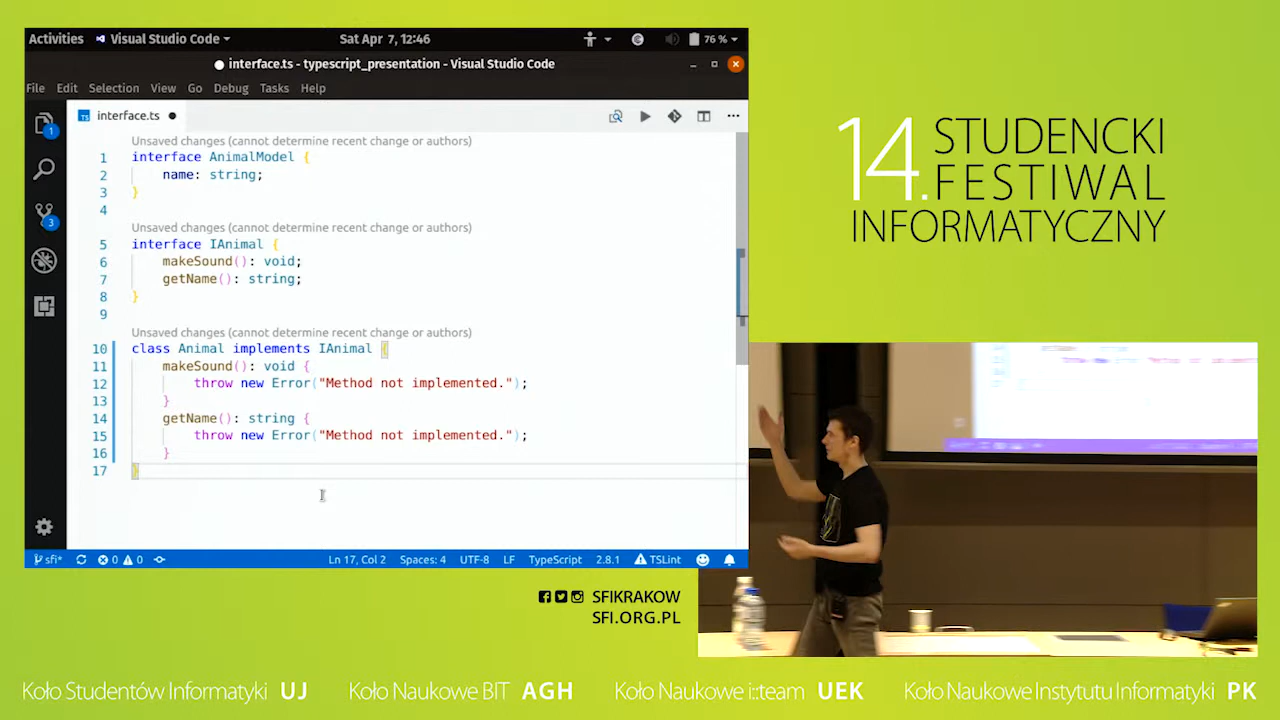 Activities Visual Studio Code Sat Apr 7, 12:46 76 %
interface.ts - typescript_presentation - Visual Studio Code
File Edit Selection View Go Debug Tasks Help
interface.ts
Unsaved changes (cannot determine recent change or authors)
1 interface AnimalModel {
2 name: string;
3 }
4
Unsaved changes (cannot determine recent change or authors)
5 interface IAnimal {
6 makeSound(): void;
7 getName(): string;
8 }
9
Unsaved changes (cannot determine recent change or authors)
10 class Animal implements IAnimal {
11 makeSound(): void {
12 throw new Error("Method not implemented.");
13 }
14 getName(): string {
15 throw new Error("Method not implemented.");
16 }
17 }
1
3
sfi* 0 0 Ln 17, Col 2 Spaces: 4 UTF-8 LF TypeScript 2.8.1 TSLint
14. STUDENCKI
FESTIWAL
INFORMATYCZNY
SFIKRAKOW
SFI.ORG.PL
Koło Studentów Informatyki UJ Koło Naukowe BIT AGH Koło Naukowe i::team UEK Koło Naukowe Instytutu Informatyki PK